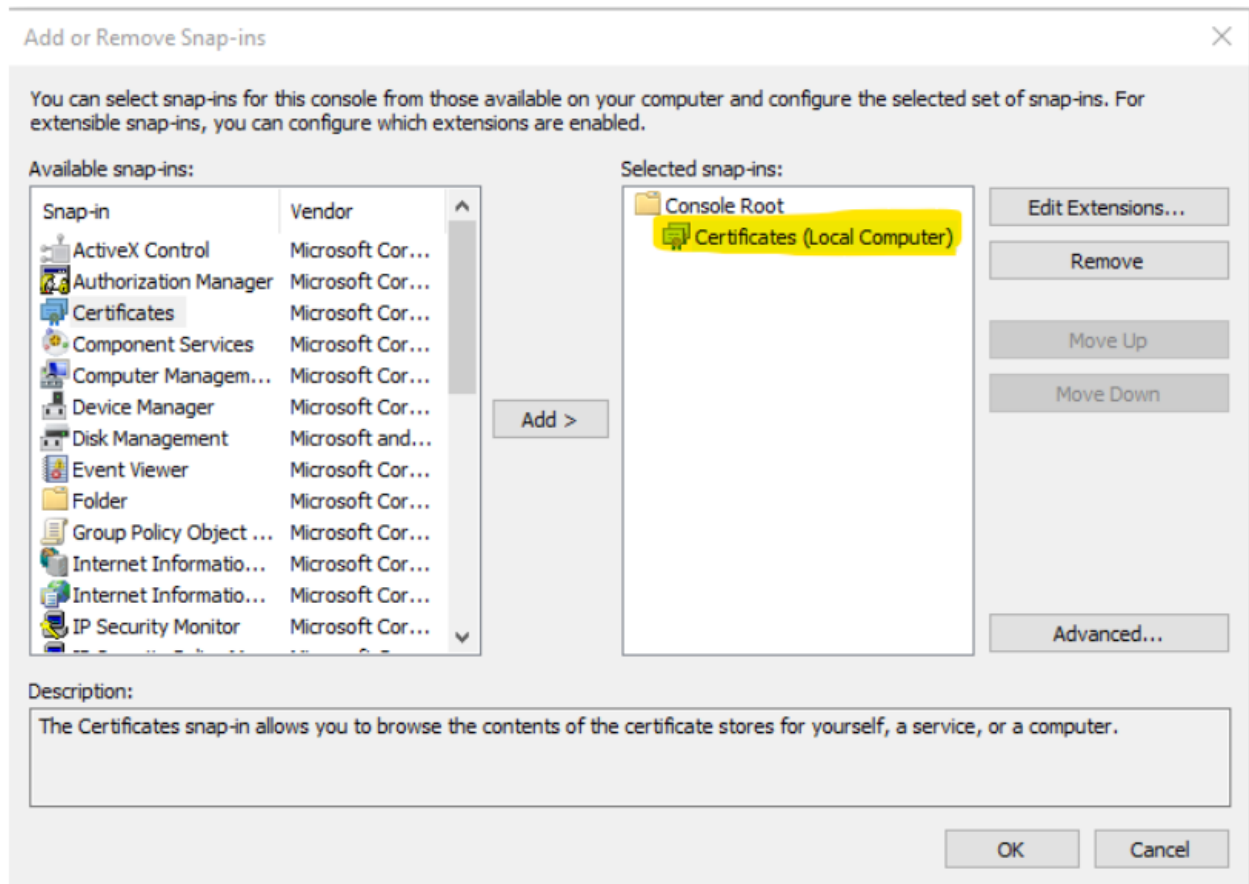 Add or Remove Snap-ins
You can select snap-ins for this console from those available on your computer and configure the selected set of snap-ins. For
extensible snap-ins, you can configure which extensions are enabled.
Available snap-ins:
Snap-in Vendor
ActiveX Control Microsoft Cor...
Authorization Manager Microsoft Cor...
Certificates Microsoft Cor...
Component Services Microsoft Cor...
Computer Managem... Microsoft Cor...
Device Manager Microsoft Cor...
Disk Management Microsoft and...
Event Viewer Microsoft Cor...
Folder Microsoft Cor...
Group Policy Object ... Microsoft Cor...
Internet Informatio... Microsoft Cor...
Internet Informatio... Microsoft Cor...
IP Security Monitor Microsoft Cor...
Add >
Selected snap-ins:
Console Root
Certificates (Local Computer)
Edit Extensions...
Remove
Move Up
Move Down
Advanced...
Description:
The Certificates snap-in allows you to browse the contents of the certificate stores for yourself, a service, or a computer.
OK
Cancel